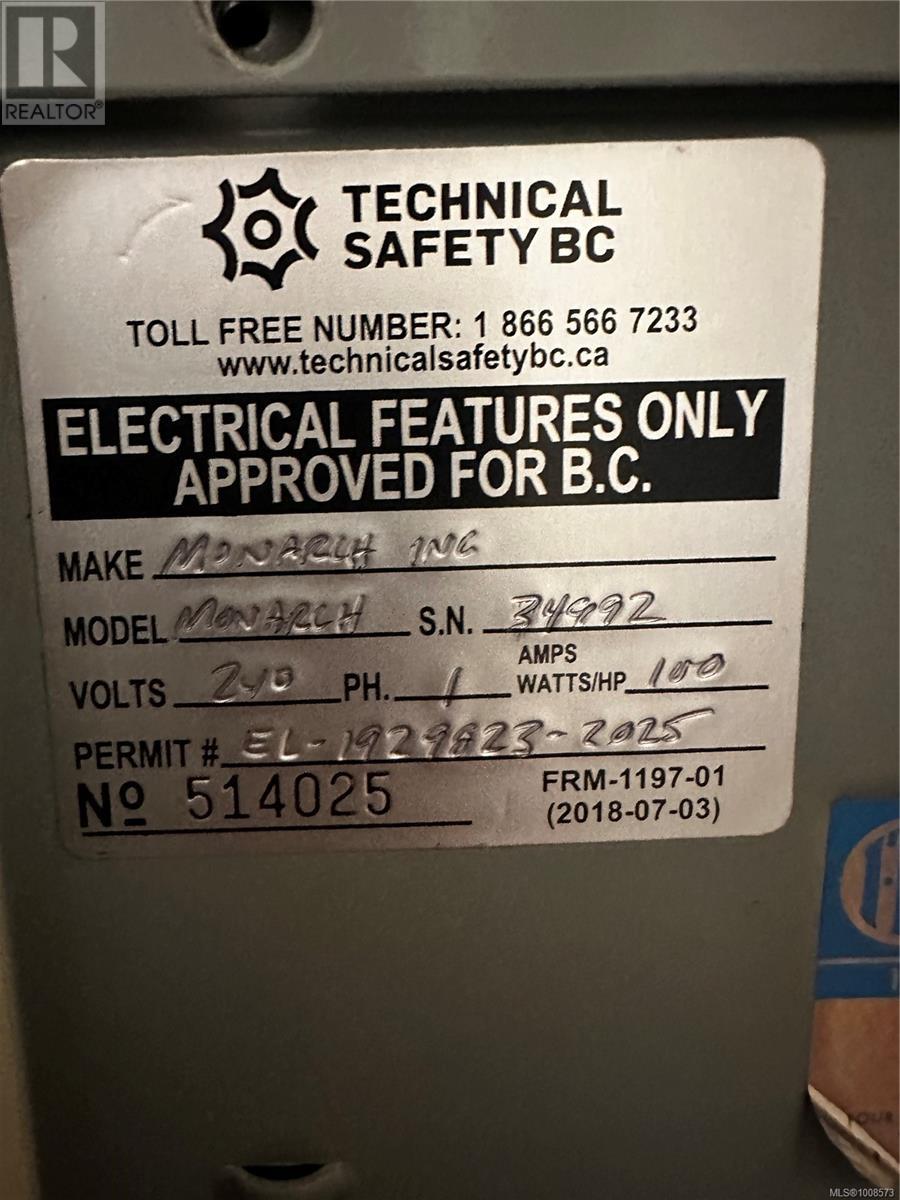 REALTOR®
TECHNICAL
SAFETY BC
TOLL FREE NUMBER: 1 866 566 7233
www.technicalsafetybc.ca
ELECTRICAL FEATURES ONLY
APPROVED FOR B.C.
MAKE MONARCH INC
MODEL MONARCH S.N. 34992
VOLTS 240 PH. 1 AMPS
WATTS/HP 100
PERMIT # EL-1929823-2025
Nº 514025 FRM-1197-01
(2018-07-03)
MLS®1008573